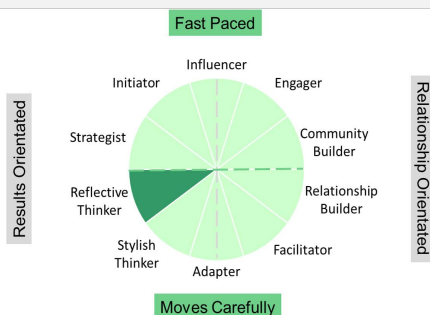 Fast Paced
Influencer
Initiator
Engager
Strategist
Community
Builder
Results Orientated
Relationship Orientated
Reflective
Thinker
Relationship
Builder
Stylish
Thinker
Facilitator
Adapter
Moves Carefully